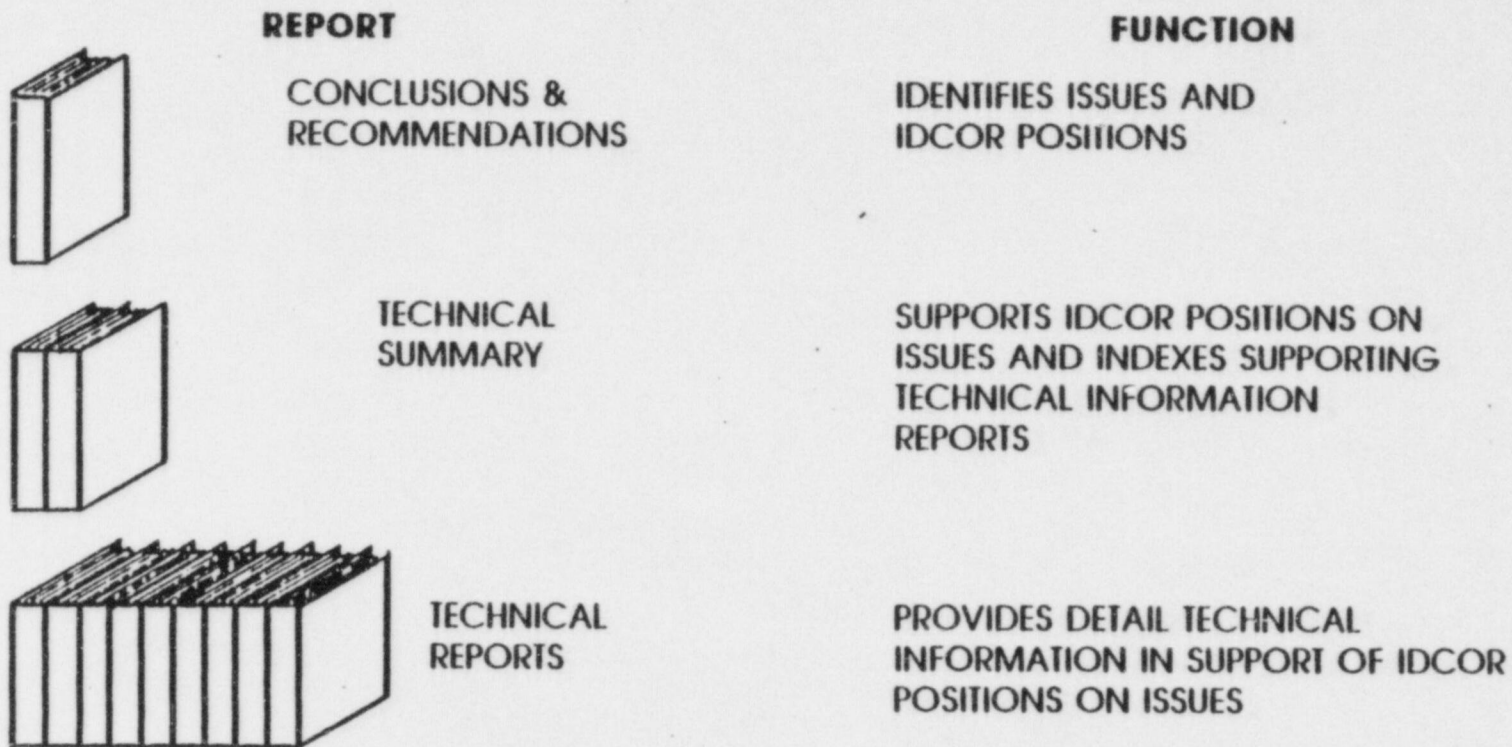 REPORT
FUNCTION
CONCLUSIONS &
RECOMMENDATIONS
IDENTIFIES ISSUES AND
IDCOR POSITIONS
TECHNICAL
SUMMARY
SUPPORTS IDCOR POSITIONS ON
ISSUES AND INDEXES SUPPORTING
TECHNICAL INFORMATION
REPORTS
TECHNICAL
REPORTS
PROVIDES DETAIL TECHNICAL
INFORMATION IN SUPPORT OF IDCOR
POSITIONS ON ISSUES